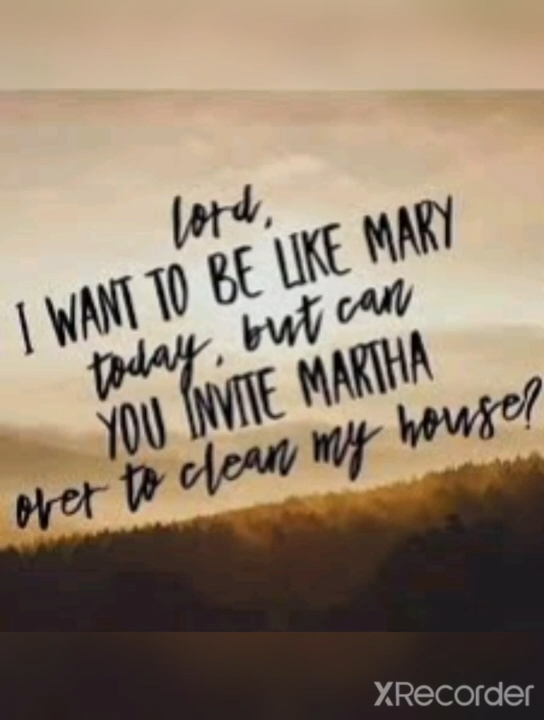 lord,
I WANT TO BE LIKE MARY
today, but can
YOU INVITE MARTHA
over to clean my house?
XRecorder